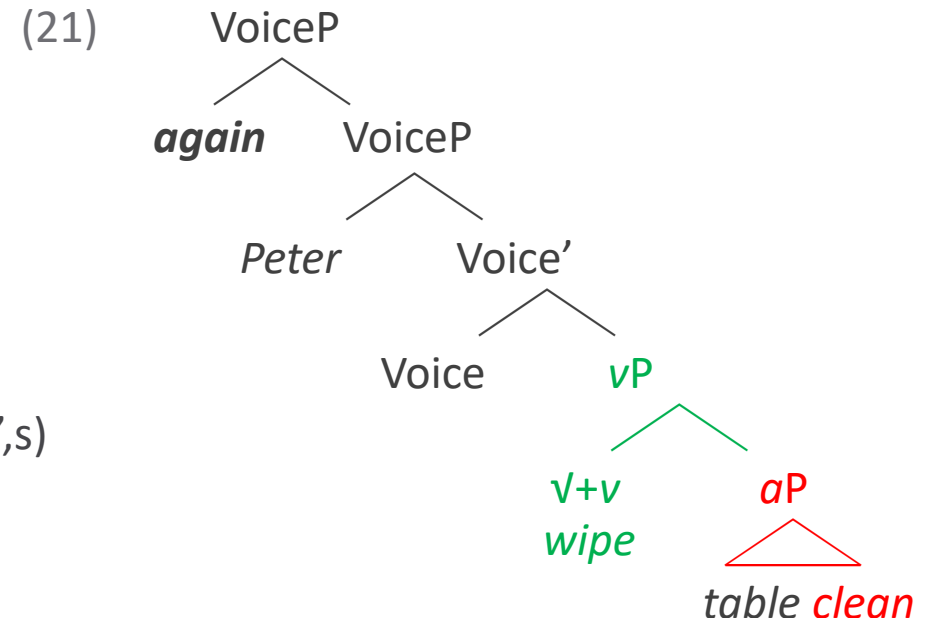 (21) VoiceP
again VoiceP
Peter Voice’
Voice vP
’,s)
√+v aP
wipe
table clean